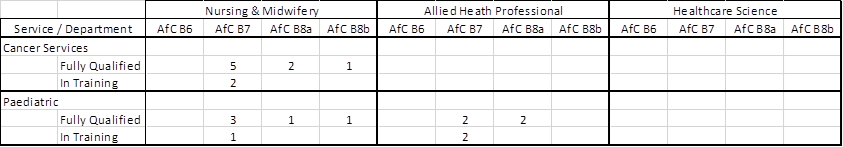 Nursing & Midwifery Allied Heath Professional Healthcare Science
Service / Department AfC B6 AfC B7 AfC B8a AfC B8b AfC B6 AfC B7 AfC B8a AfC B8b AfC B6 AfC B7 AfC B8a AfC B8b
Cancer Services
Fully Qualified 5 2 1
In Training 2
Paediatric
Fully Qualified 3 1 1 2 2
In Training 1 2